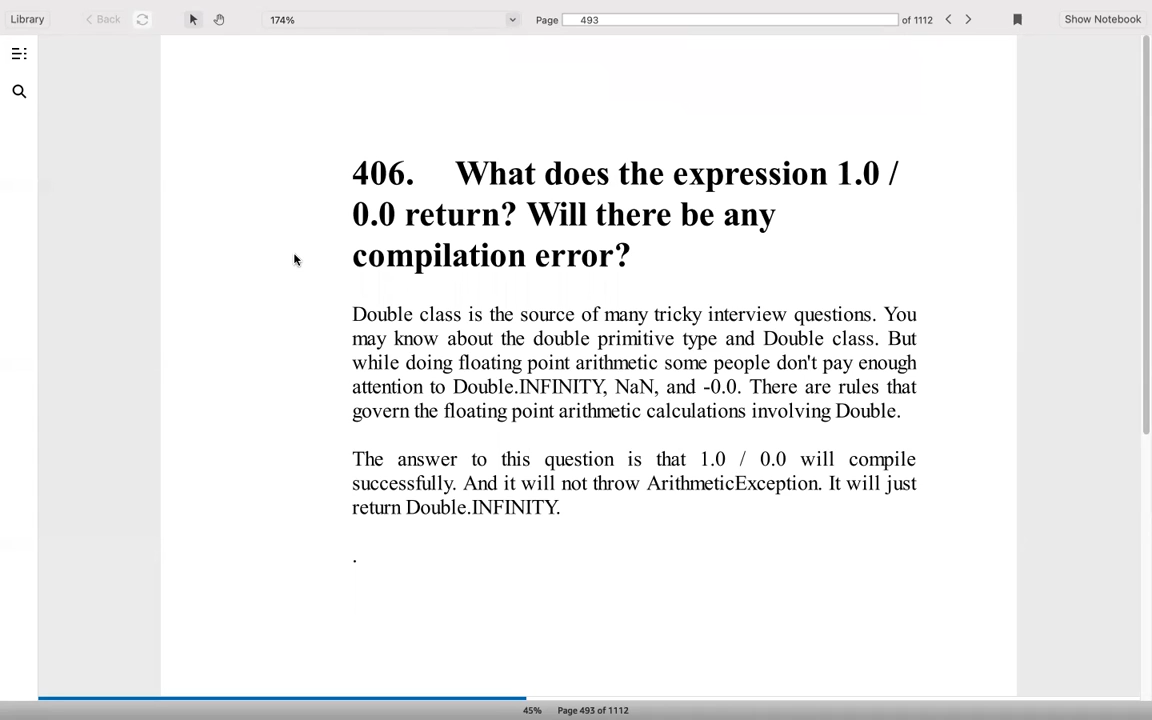 Library
Back
174%
Page 493 of 1112
Show Notebook
406. What does the expression 1.0 /
0.0 return? Will there be any
compilation error?
Double class is the source of many tricky interview questions. You
may know about the double primitive type and Double class. But
while doing floating point arithmetic some people don't pay enough
attention to Double.INFINITY, NaN, and -0.0. There are rules that
govern the floating point arithmetic calculations involving Double.
The answer to this question is that 1.0 / 0.0 will compile
successfully. And it will not throw ArithmeticException. It will just
return Double.INFINITY.
.
45% Page 493 of 1112